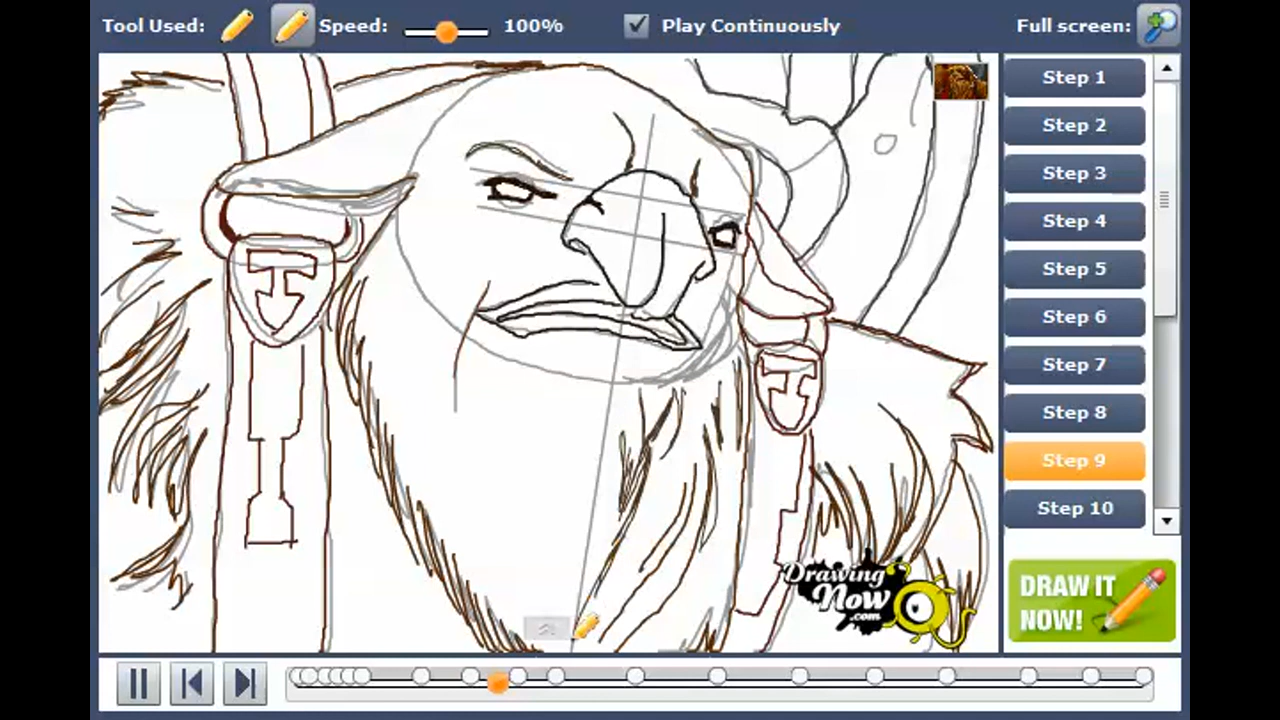 Tool Used:
Speed:
100%
Play Continuously
Full screen:
Step 1
Step 2
Step 3
Step 4
Step 5
Step 6
Step 7
Step 8
Step 9
Step 10
Drawing
Now
.com
DRAW IT
NOW!